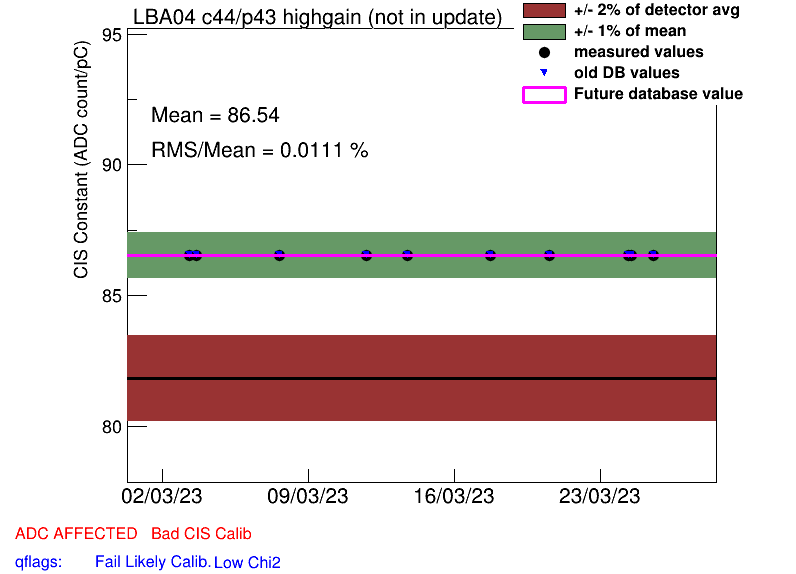 LBA04 c44/p43 highgain (not in update)
+/- 2% of detector avg
+/- 1% of mean
measured values
old DB values
Future database value
Mean = 86.54
RMS/Mean = 0.0111 %
CIS Constant (ADC count/pC)
95
90
85
80
02/03/23 09/03/23 16/03/23 23/03/23
ADC AFFECTED Bad CIS Calib
qflags: Fail Likely Calib. Low Chi2